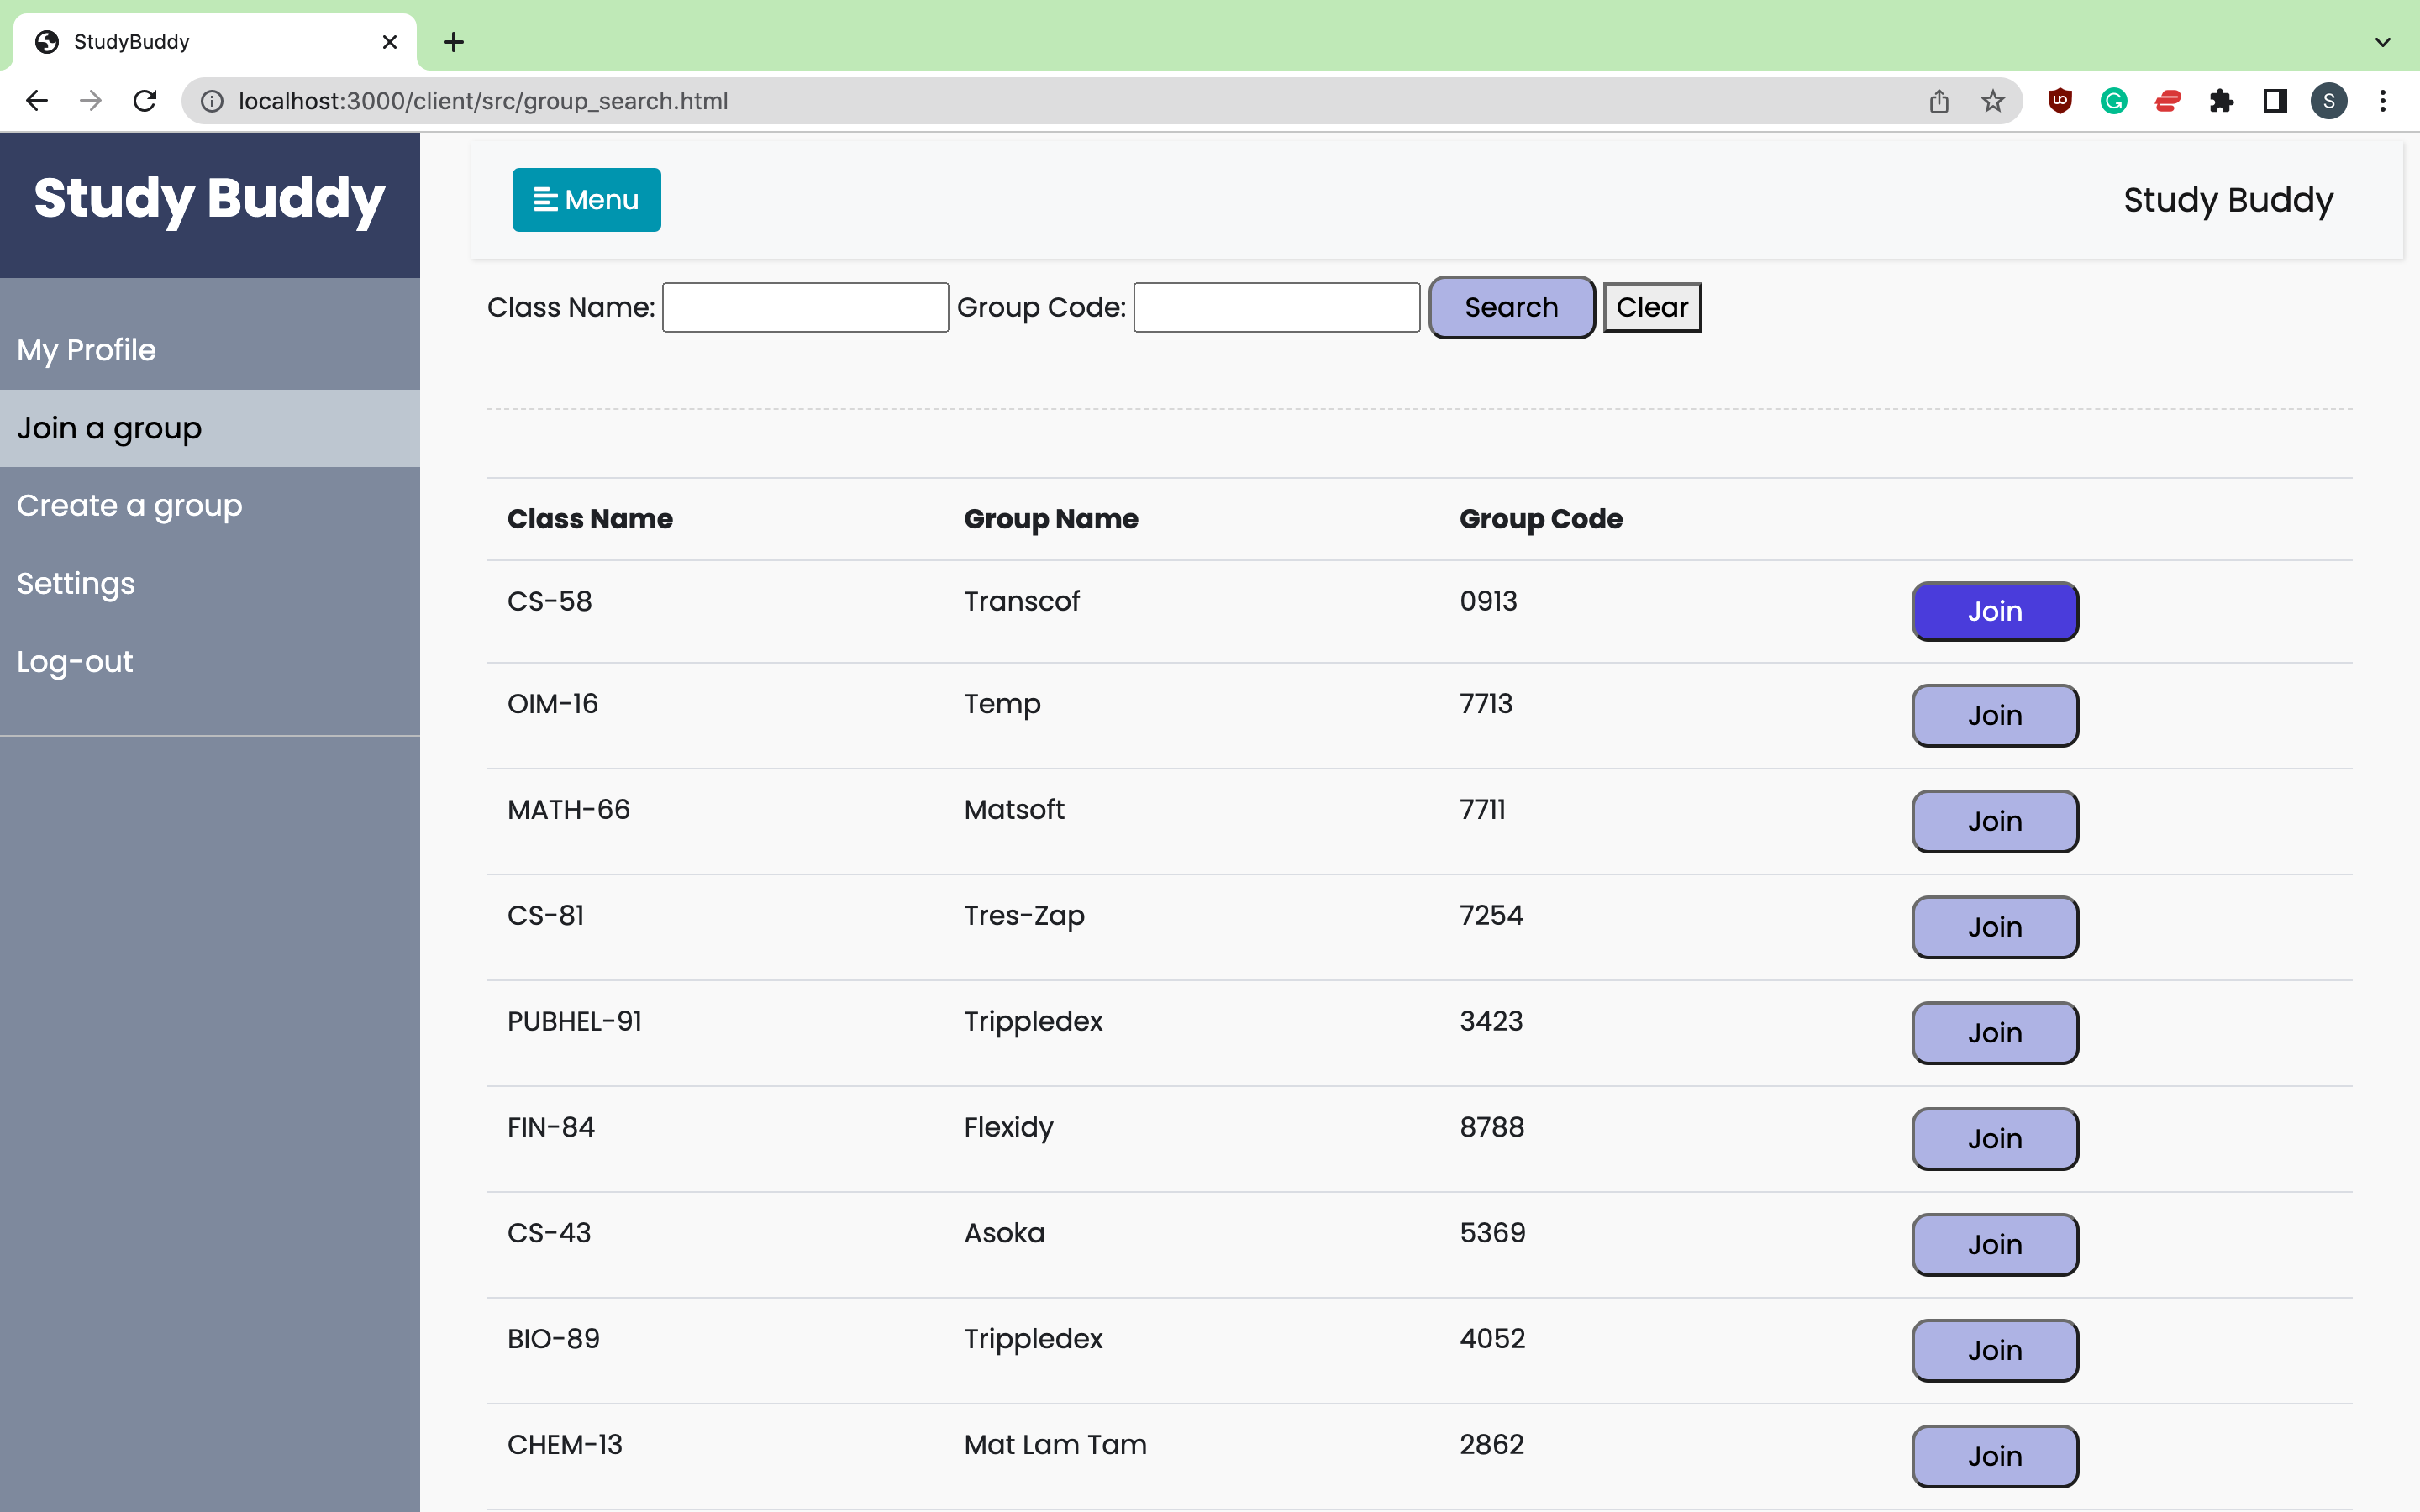 StudyBuddy
localhost:3000/client/src/group_search.html
S
Study Buddy
My Profile
Join a group
Create a group
Settings
Log-out
Menu
Study Buddy
Class Name: Group Code: Search Clear
Class Name Group Name Group Code
CS-58 Transcof 0913 Join
OIM-16 Temp 7713 Join
MATH-66 Matsoft 7711 Join
CS-81 Tres-Zap 7254 Join
PUBHEL-91 Trippledex 3423 Join
FIN-84 Flexidy 8788 Join
CS-43 Asoka 5369 Join
BIO-89 Trippledex 4052 Join
CHEM-13 Mat Lam Tam 2862 Join